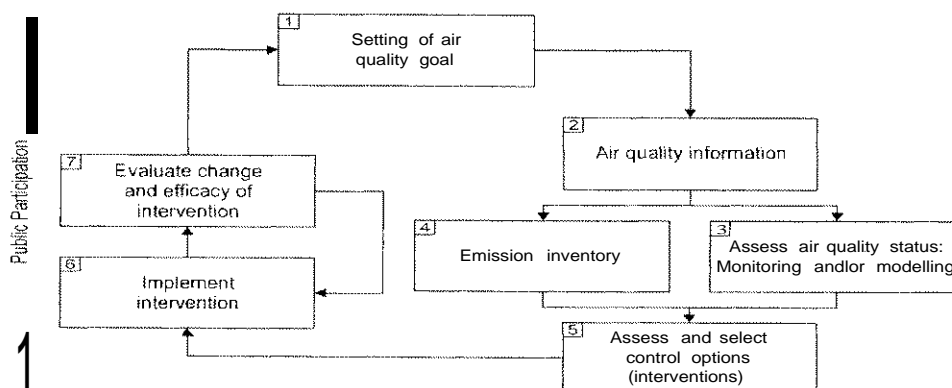 1
Setting of air
quality goal
2
Air quality information
7
Evaluate change
and efficacy of
intervention
4
Emission inventory
3
Assess air quality status:
Monitoring andlor modelling
6
Implement
intervention
5
Assess and select
control options
(interventions)
Public Participation
1